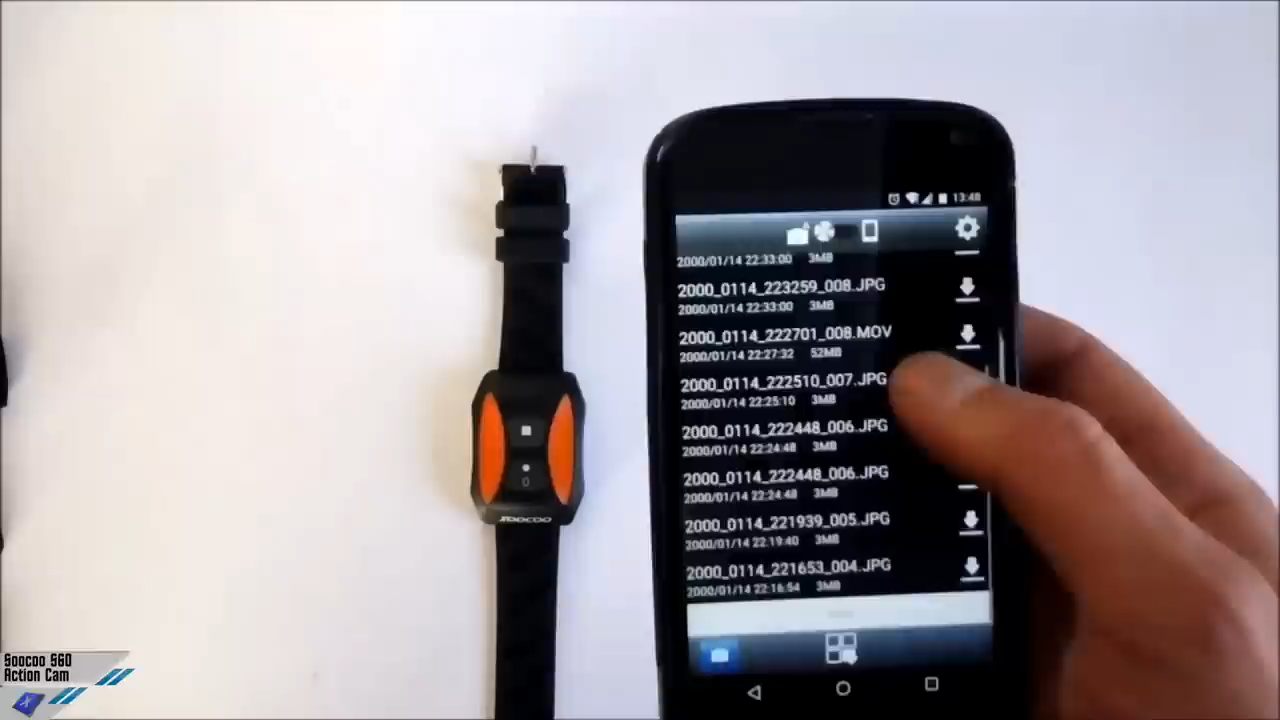 13:48
2000/01/14 22:33:00 3MB
2000_0114_223259_008.JPG
2000/01/14 22:33:00 3MB
2000_0114_222701_008.MOV
2000/01/14 22:27:32 52MB
2000_0114_222510_007.JPG
2000/01/14 22:25:10 3MB
2000_0114_222448_006.JPG
2000/01/14 22:24:48 3MB
2000_0114_222448_006.JPG
2000/01/14 22:24:48 3MB
2000_0114_221939_005.JPG
2000/01/14 22:19:40 3MB
2000_0114_221653_004.JPG
2000/01/14 22:16:54 3MB
SOOCOO
Soocoo S60
Action Cam